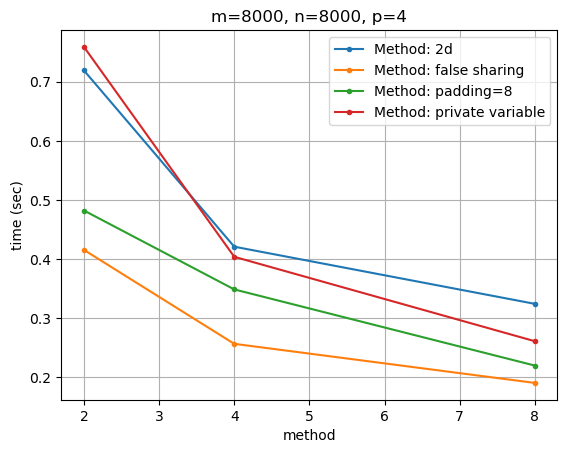 m=8000, n=8000, p=4
Method: 2d
Method: false sharing
Method: padding=8
Method: private variable
time (sec)
0.7
0.6
0.5
0.4
0.3
0.2
2 3 4 5 6 7 8
method